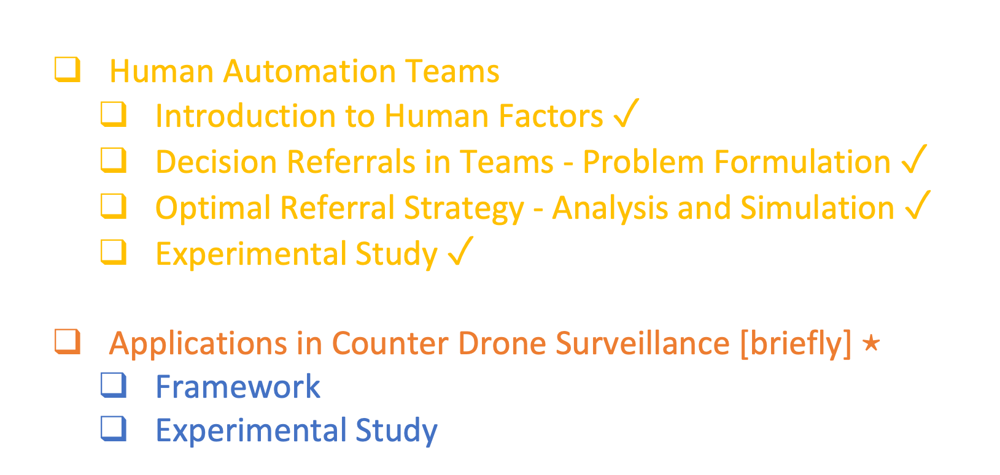 ❑ Human Automation Teams
❑ Introduction to Human Factors ✓
❑ Decision Referrals in Teams - Problem Formulation ✓
❑ Optimal Referral Strategy - Analysis and Simulation ✓
❑ Experimental Study ✓
❑ Applications in Counter Drone Surveillance [briefly] ⋆
❑ Framework
❑ Experimental Study